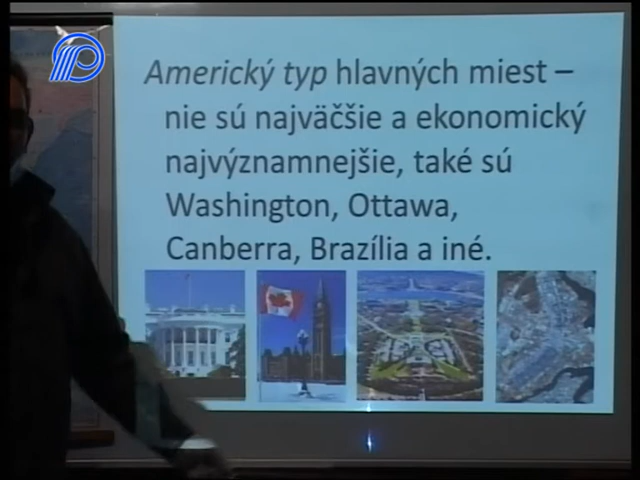 Americký typ hlavných miest –
nie sú najväčšie a ekonomický
najvýznamnejšie, také sú
Washington, Ottawa,
Canberra, Brazília a iné.